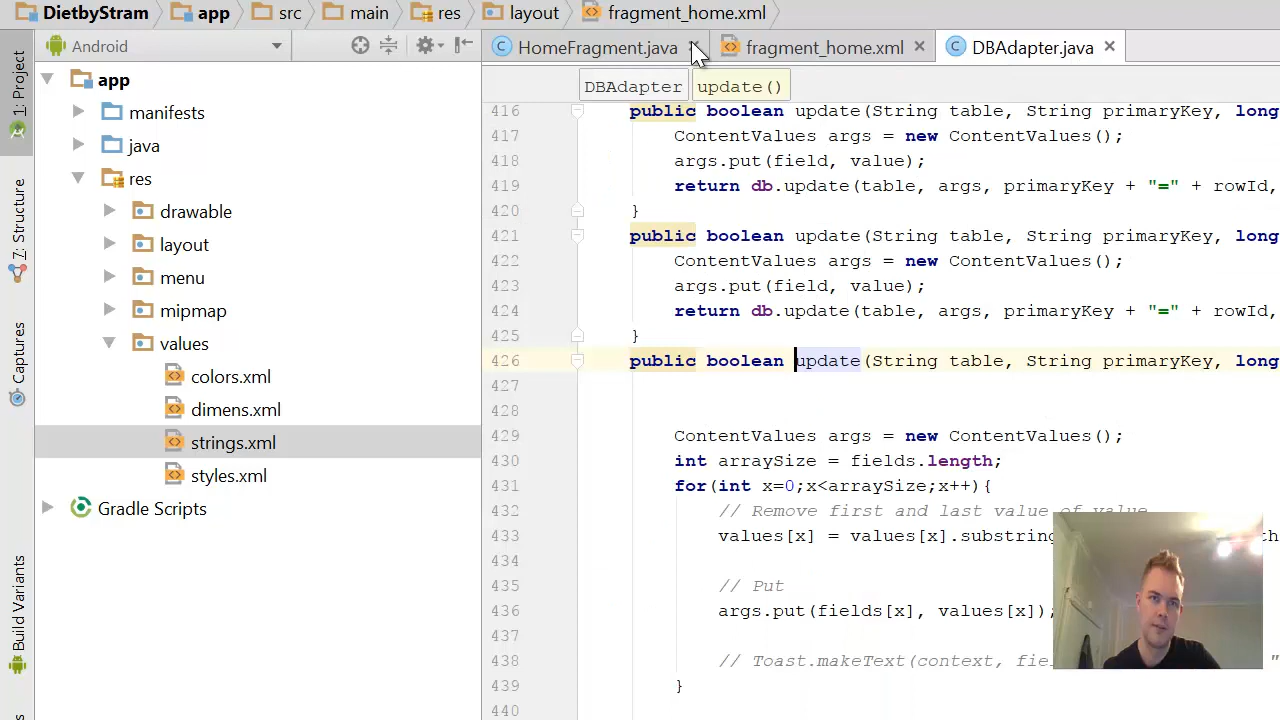 DietbyStram app src main res layout fragment_home.xml
Android
HomeFragment.java fragment_home.xml DBAdapter.java
DBAdapter update()
1: Project
7: Structure
Captures
Build Variants
app
manifests
java
res
drawable
layout
menu
mipmap
values
colors.xml
dimens.xml
strings.xml
styles.xml
Gradle Scripts
416 public boolean update(String table, String primaryKey, long
417 ContentValues args = new ContentValues();
418 args.put(field, value);
419 return db.update(table, args, primaryKey + "=" + rowId,
420 }
421 public boolean update(String table, String primaryKey, long
422 ContentValues args = new ContentValues();
423 args.put(field, value);
424 return db.update(table, args, primaryKey + "=" + rowId,
425 }
426 public boolean update(String table, String primaryKey, long
427
428
429 ContentValues args = new ContentValues();
430 int arraySize = fields.length;
431 for(int x=0;x<arraySize;x++){
432 // Remove first and last value of value
433 values[x] = values[x].substring
434
435 // Put
436 args.put(fields[x], values[x]);
437
438 // Toast.makeText(context, fie "
439 }
440